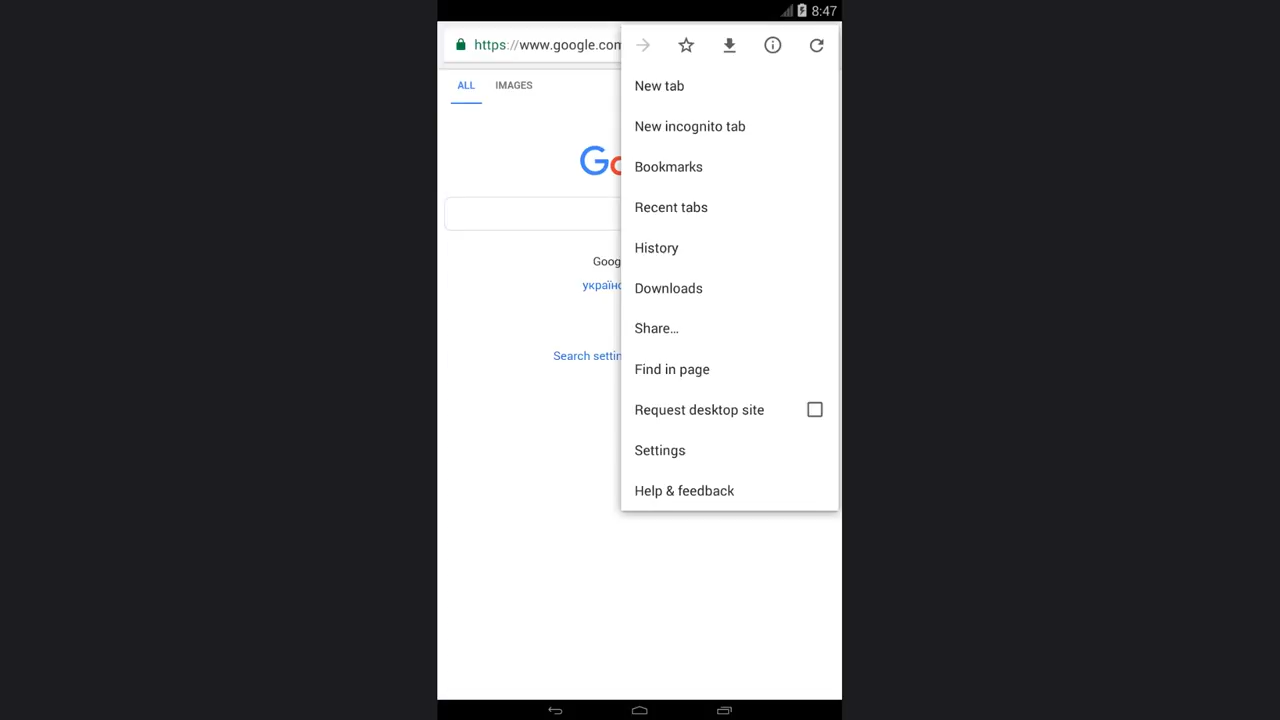 8:47
https://www.google.com
ALL IMAGES
New tab
New incognito tab
Bookmarks
Recent tabs
History
Downloads
Share...
Find in page
Request desktop site
Settings
Help & feedback
Go
Goog
україн
Search settin